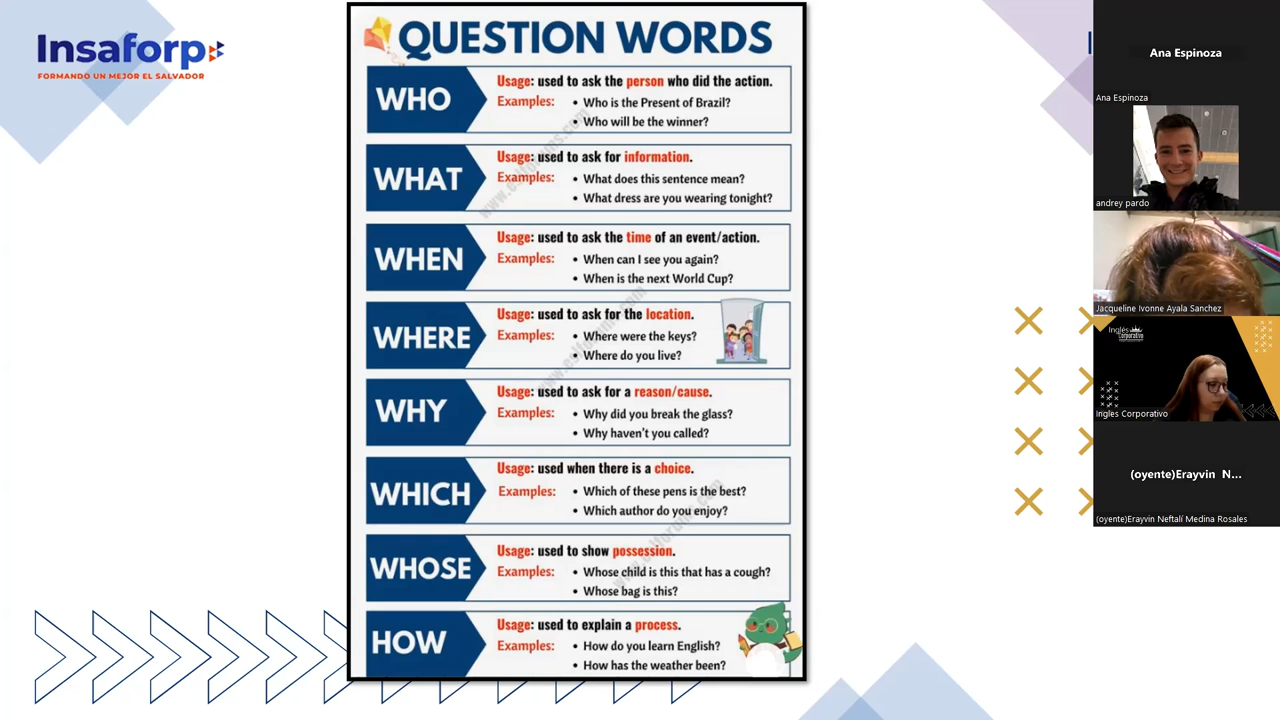 Insaforp
FORMANDO UN MEJOR EL SALVADOR
QUESTION WORDS
WHO
Usage: used to ask the person who did the action.
Examples:
• Who is the Present of Brazil?
• Who will be the winner?
WHAT
Usage: used to ask for information.
Examples:
• What does this sentence mean?
• What dress are you wearing tonight?
WHEN
Usage: used to ask the time of an event/action.
Examples:
• When can I see you again?
• When is the next World Cup?
WHERE
Usage: used to ask for the location.
Examples:
• Where were the keys?
• Where do you live?
WHY
Usage: used to ask for a reason/cause.
Examples:
• Why did you break the glass?
• Why haven't you called?
WHICH
Usage: used when there is a choice.
Examples:
• Which of these pens is the best?
• Which author do you enjoy?
WHOSE
Usage: used to show possession.
Examples:
• Whose child is this that has a cough?
• Whose bag is this?
HOW
Usage: used to explain a process.
Examples:
• How do you learn English?
• How has the weather been?
Ana Espinoza
Ana Espinoza
andrey pardo
Jacqueline Ivonne Ayala Sanchez
Inglés
Corporativo
Ingles Corporativo
(oyente)Erayvin N...
(oyente)Erayvin Neftalí Medina Rosales